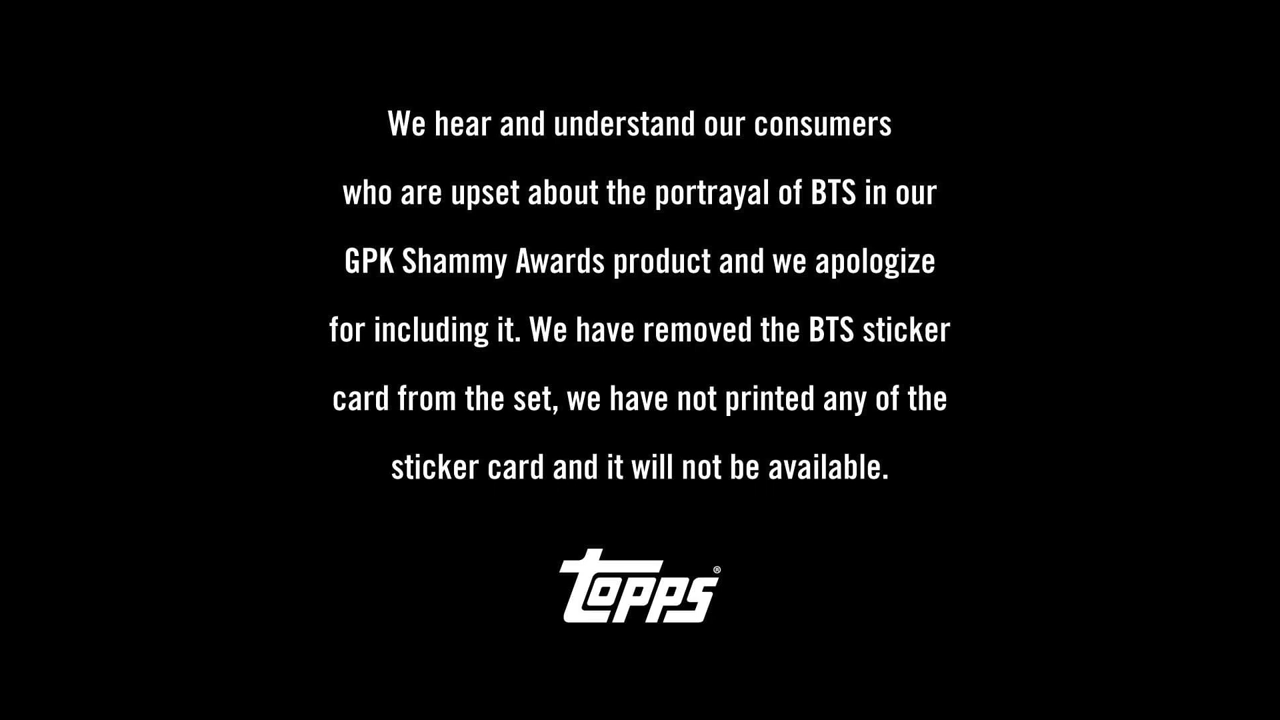 We hear and understand our consumers
who are upset about the portrayal of BTS in our
GPK Shammy Awards product and we apologize
for including it. We have removed the BTS sticker
card from the set, we have not printed any of the
sticker card and it will not be available.
topps®